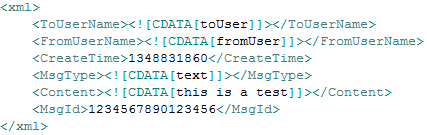 <xml>
<ToUserName><![CDATA[toUser]]></ToUserName>
<FromUserName><![CDATA[fromUser]]></FromUserName>
<CreateTime>1348831860</CreateTime>
<MsgType><![CDATA[text]]></MsgType>
<Content><![CDATA[this is a test]]></Content>
<MsgId>1234567890123456</MsgId>
</xml>